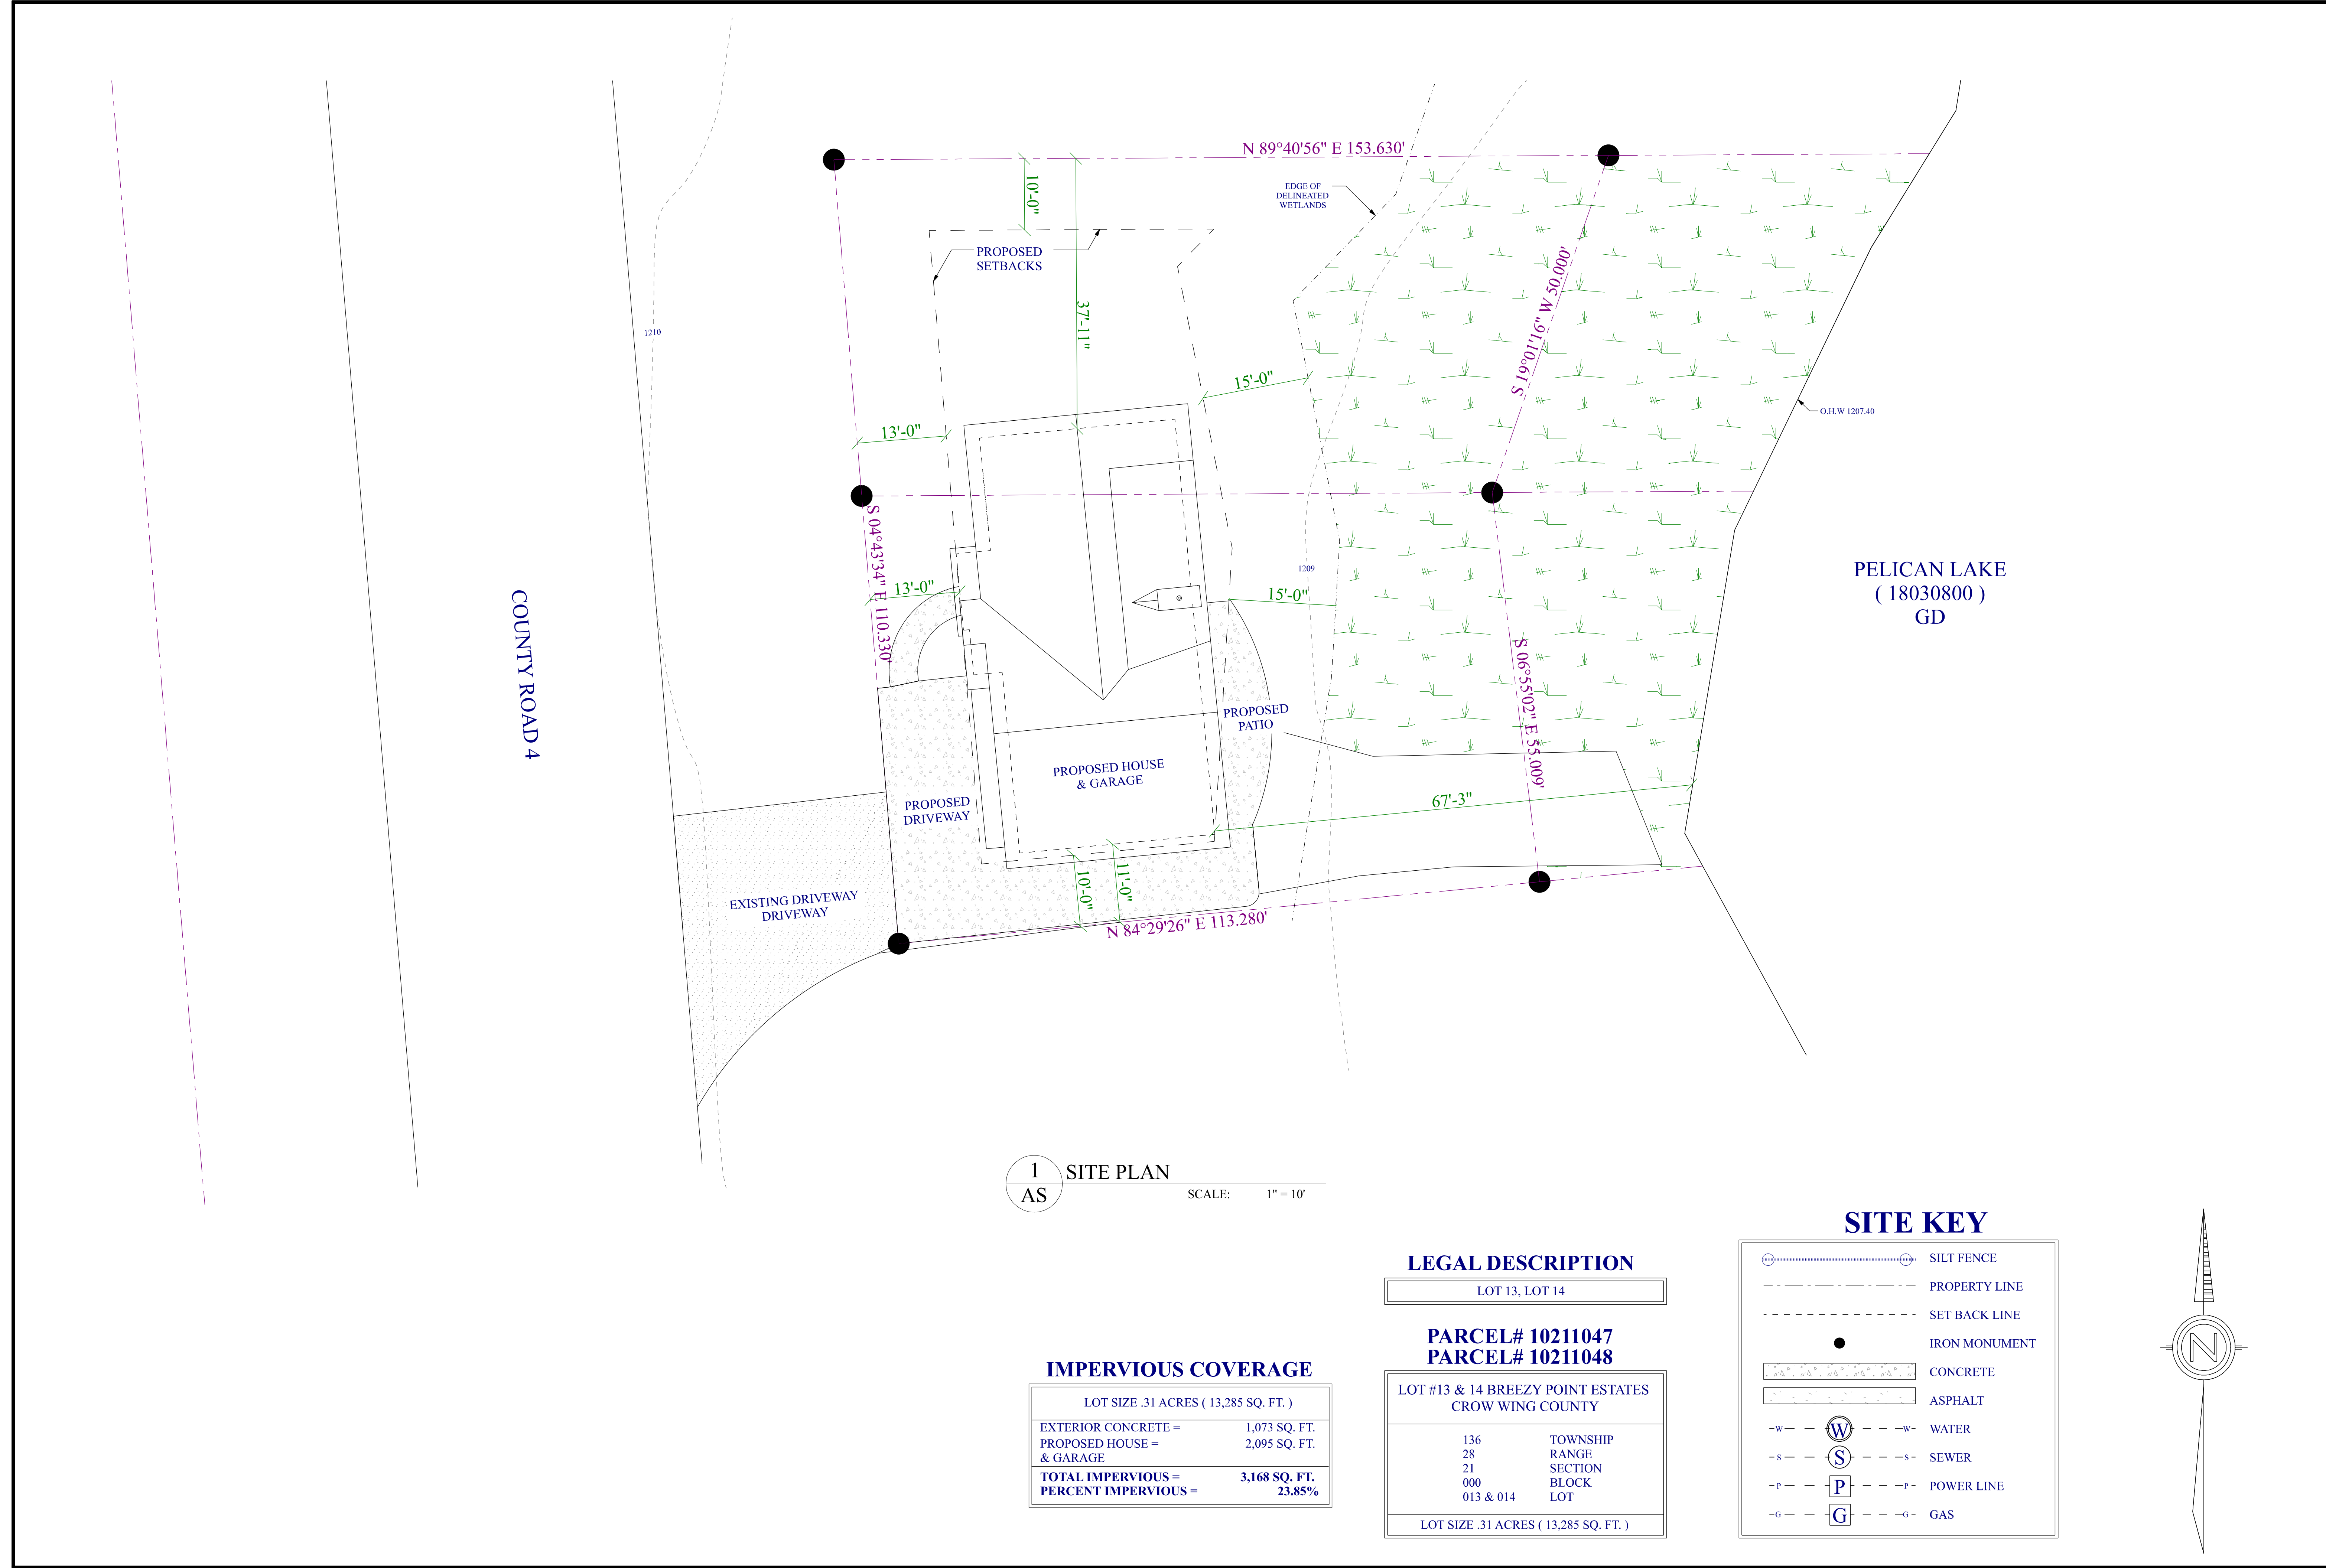 N 89°40'56" E 153.630'
EDGE OF
DELINEATED
WETLANDS
10'-0"
PROPOSED
SETBACKS
37'-11"
S 19°01'16" W 50.000'
1210
15'-0"
13'-0"
O.H.W 1207.40
S 04°43'34" E 110.330'
13'-0"
1209
15'-0"
PELICAN LAKE
( 18030800 )
GD
COUNTY ROAD 4
S 06°55'02" E 55.009'
PROPOSED
PATIO
PROPOSED HOUSE
& GARAGE
PROPOSED
DRIVEWAY
67'-3"
10'-0"
11'-0"
EXISTING DRIVEWAY
DRIVEWAY
N 84°29'26" E 113.280'
1
AS
SITE PLAN
SCALE: 1" = 10'
IMPERVIOUS COVERAGE
LOT SIZE .31 ACRES ( 13,285 SQ. FT. )
EXTERIOR CONCRETE = 1,073 SQ. FT.
PROPOSED HOUSE = 2,095 SQ. FT.
& GARAGE
TOTAL IMPERVIOUS = 3,168 SQ. FT.
PERCENT IMPERVIOUS = 23.85%
LEGAL DESCRIPTION
LOT 13, LOT 14
PARCEL# 10211047
PARCEL# 10211048
LOT #13 & 14 BREEZY POINT ESTATES
CROW WING COUNTY
136 TOWNSHIP
28 RANGE
21 SECTION
000 BLOCK
013 & 014 LOT
LOT SIZE .31 ACRES ( 13,285 SQ. FT. )
SITE KEY
SILT FENCE
PROPERTY LINE
SET BACK LINE
IRON MONUMENT
CONCRETE
ASPHALT
W W W WATER
S S S SEWER
P P P POWER LINE
G G G GAS
N